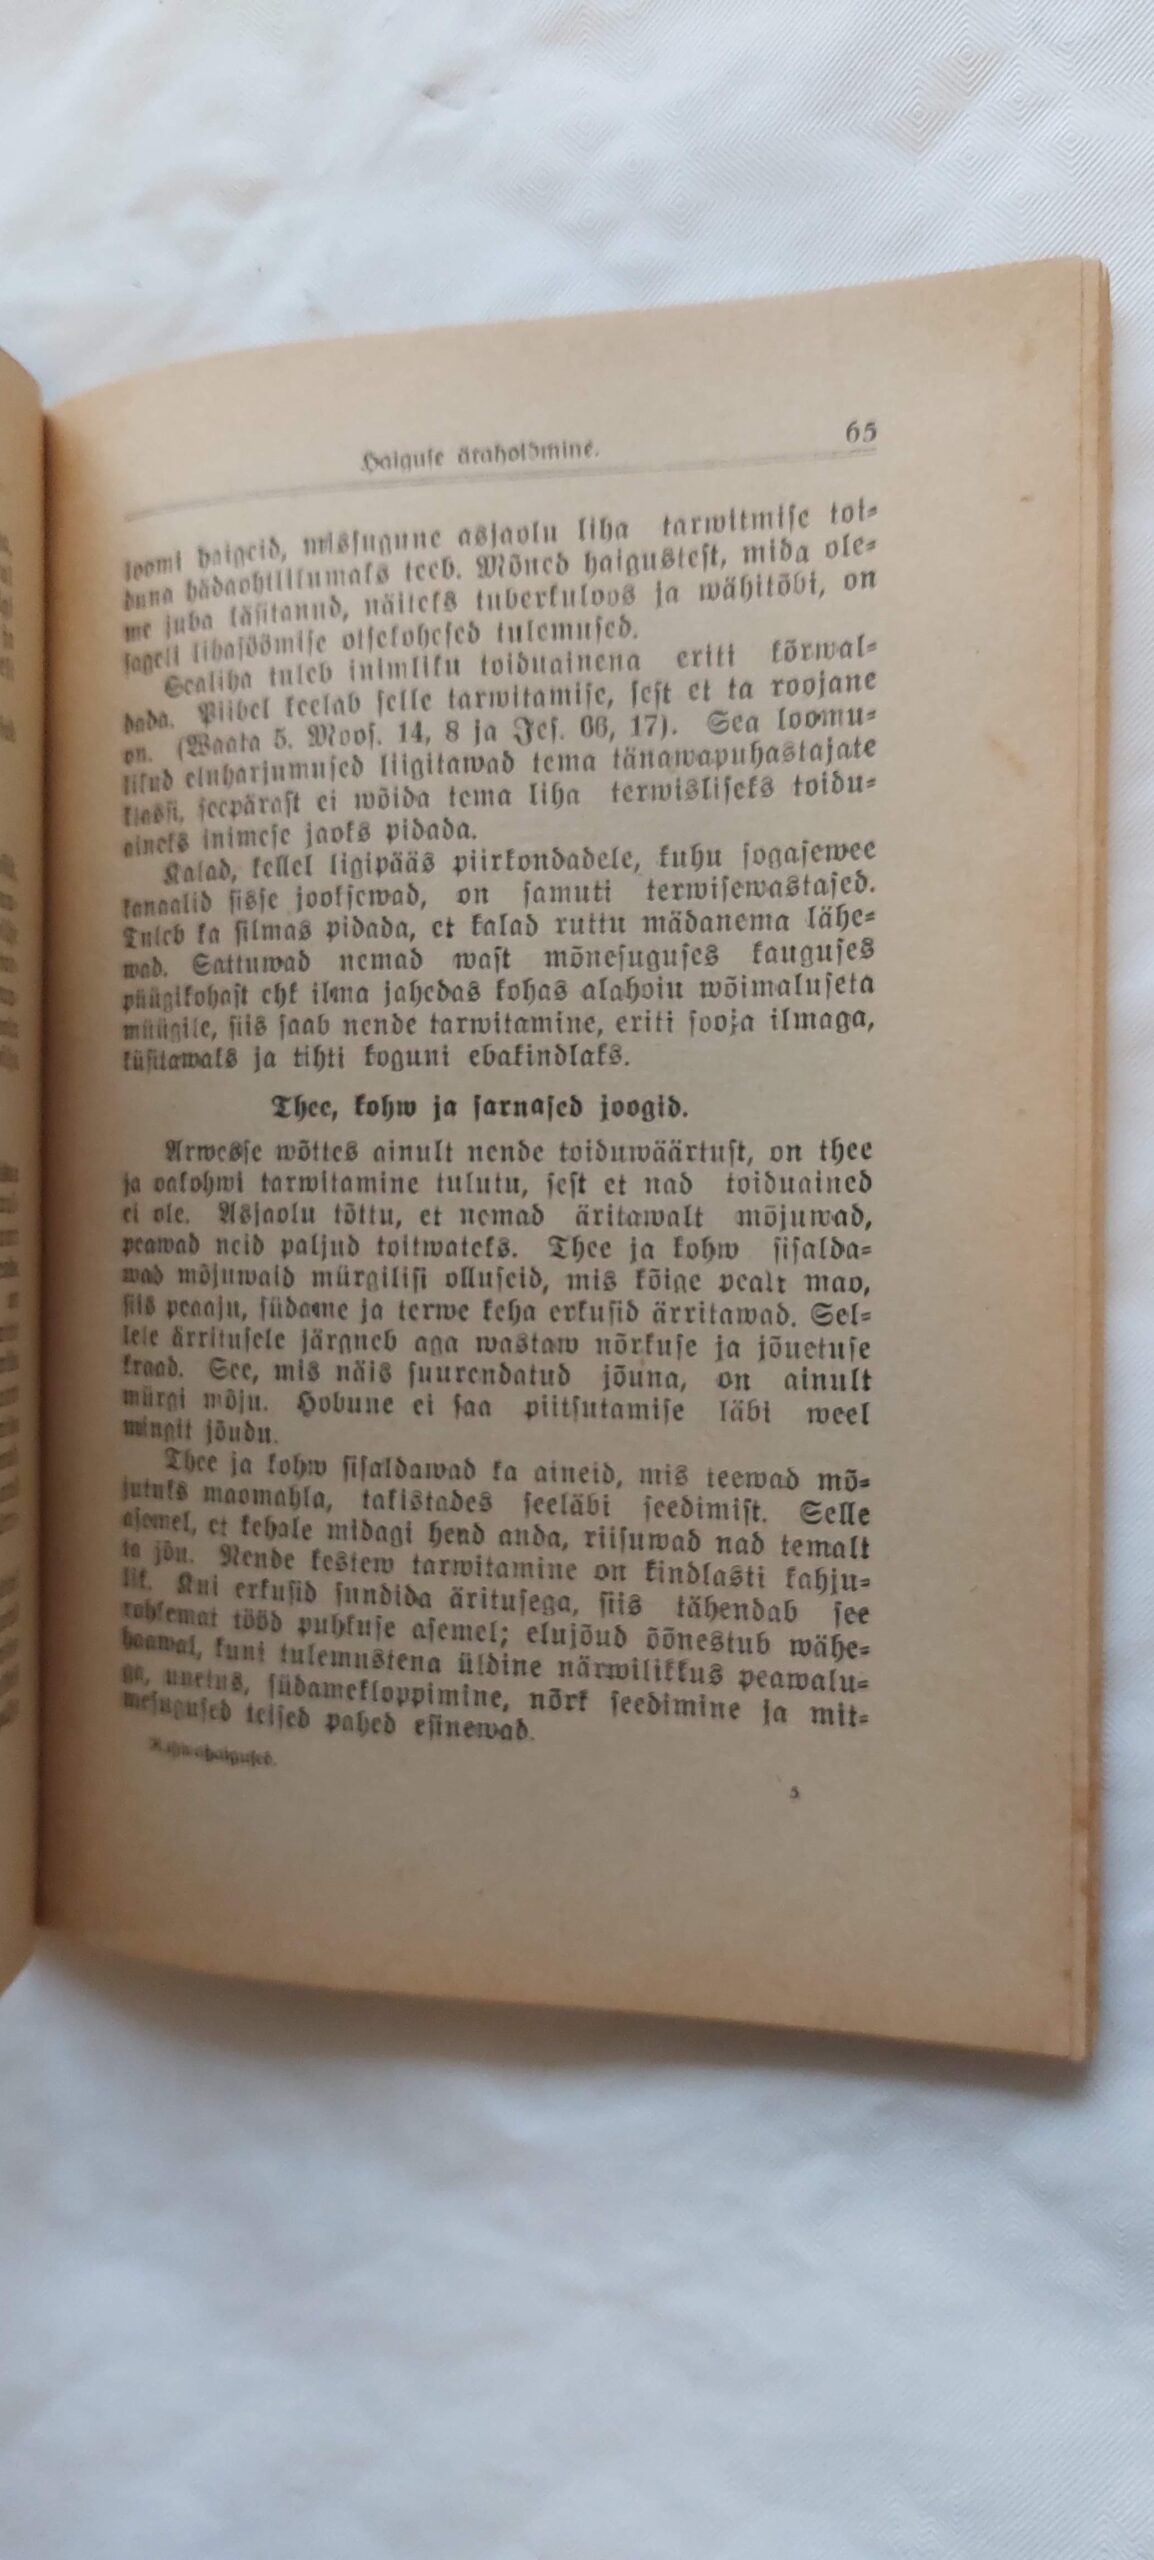 Haiguse ärahoidmine.
65
loomi haigeid, missugune asjaolu liha tarwitmise toi-
duna hädaohtlikumaks teeb. Mõned haigustest, mida ole-
me juba käsitanud, näiteks tuberkuloos ja wähitõbi, on
sageli lihasöömise otsekohesed tulemused.
Sealiha tuleb inimliku toiduainena eriti kõrwal-
dada. Piibel keelab selle tarwitamise, sest et ta roojane
on. (Waata 5. Moos. 14, 8 ja Jes. 66, 17). Sea loomu-
likud eluharjumused liigitawad tema tänawapuhastajate
klassi, seepärast ei wõida tema liha terwisliseks toidu-
aineks inimese jaoks pidada.
Kalad, kellel ligipääs piirkondadele, kuhu sogasewee
kanaalid sisse jooksewad, on samuti terwisewastased.
Tuleb ka silmas pidada, et kalad ruttu mädanema lähe-
wad. Sattuwad nemad wast mõnesuguses kauguses
püügikohast ehk ilma jahedas kohas alahoiu wõimaluseta
müügile, siis saab nende tarwitamine, eriti sooja ilmaga,
küsitawaks ja tihti koguni ebakindlaks.
Thee, kohw ja sarnased joogid.
Arwesse wõttes ainult nende toiduwäärtust, on thee
ja oakohwi tarwitamine tulutu, sest et nad toiduained
ei ole. Asjaolu tõttu, et nemad äritawalt mõjuwad,
peawad neid paljud toitwateks. Thee ja kohw sisalda-
wad mõjuwaid mürgilisi olluseid, mis kõige pealt mao,
siis peaaju, südame ja terwe keha erkusid ärritawad. Sel-
lele ärritusele järgneb aga wastaw nõrkuse ja jõuetuse
kraad. See, mis näis suurendatud jõuna, on ainult
mürgi mõju. Hobune ei saa piitsutamise läbi weel
mingit jõudu.
Thee ja kohw sisaldawad ka aineid, mis teewad mõ-
jutuks maomahla, takistades seeläbi seedimist. Selle
asemel, et kehale midagi head anda, riisuwad nad temalt
ta jõu. Nende kestew tarwitamine on kindlasti kahju-
lik. Kui erkusid sundida äritusega, siis tähendab see
rohkemat tööd puhkuse asemel; elujõud õõnestub wähe-
haawal, kuni tulemustena üldine närwilikkus peawalu-
ga, unetus, südamekloppimine, nõrk seedimine ja mit-
mesugused teised pahed esinewad.
5